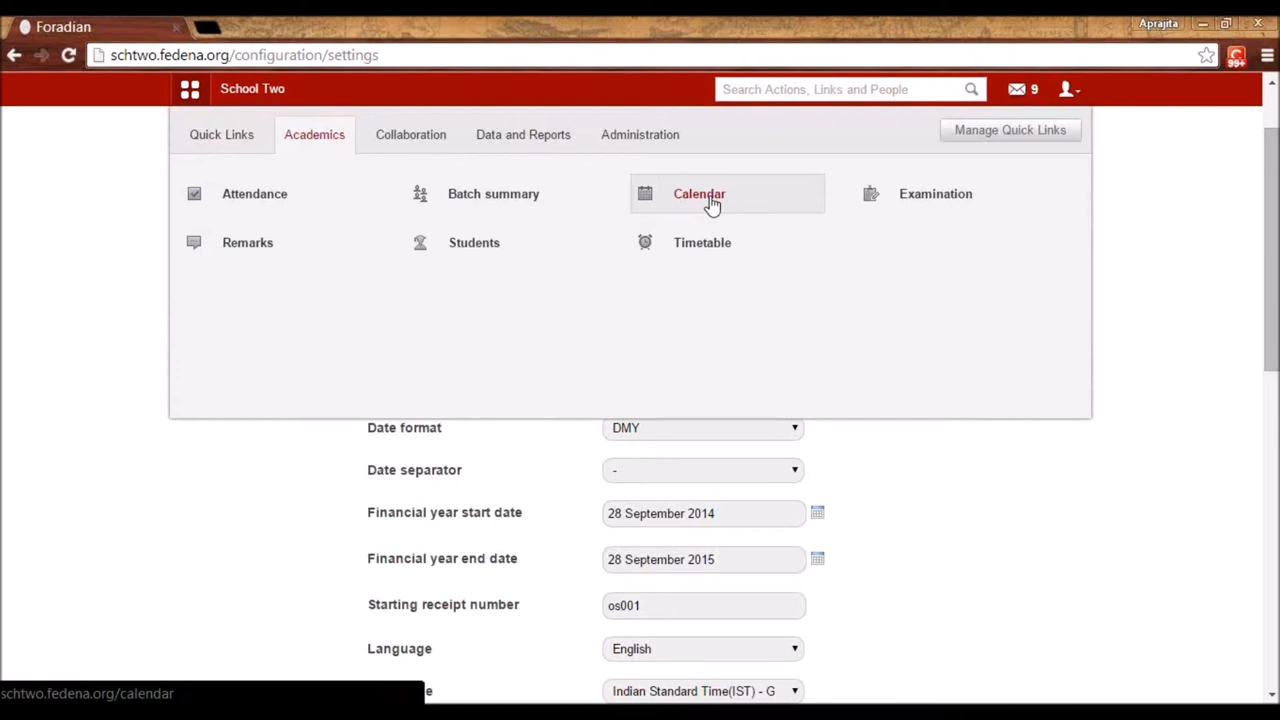 Foradian
Aprajita
schtwo.fedena.org/configuration/settings
99+
School Two
Search Actions, Links and People
9
Quick Links
Academics
Collaboration
Data and Reports
Administration
Manage Quick Links
Attendance
Batch summary
Calendar
Examination
Remarks
Students
Timetable
Date format
DMY
Date separator
-
Financial year start date
28 September 2014
Financial year end date
28 September 2015
Starting receipt number
os001
Language
English
e
Indian Standard Time(IST) - G
schtwo.fedena.org/calendar